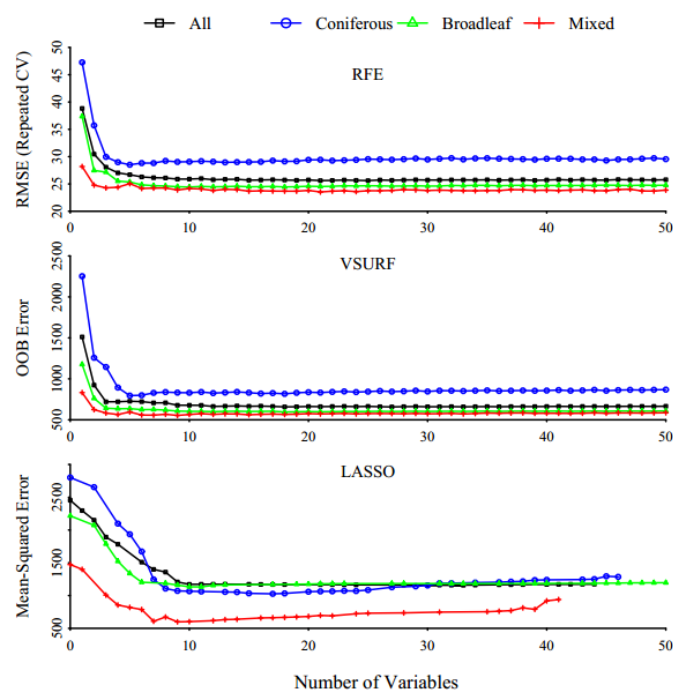 All Coniferous Broadleaf Mixed
RFE
RMSE (Repeated CV)
50
45
40
35
30
25
20
0 10 20 30 40 50
VSURF
OOB Error
2500
2000
1500
1000
500
0 10 20 30 40 50
LASSO
Mean-Squared Error
2500
1500
500
0 10 20 30 40 50
Number of Variables